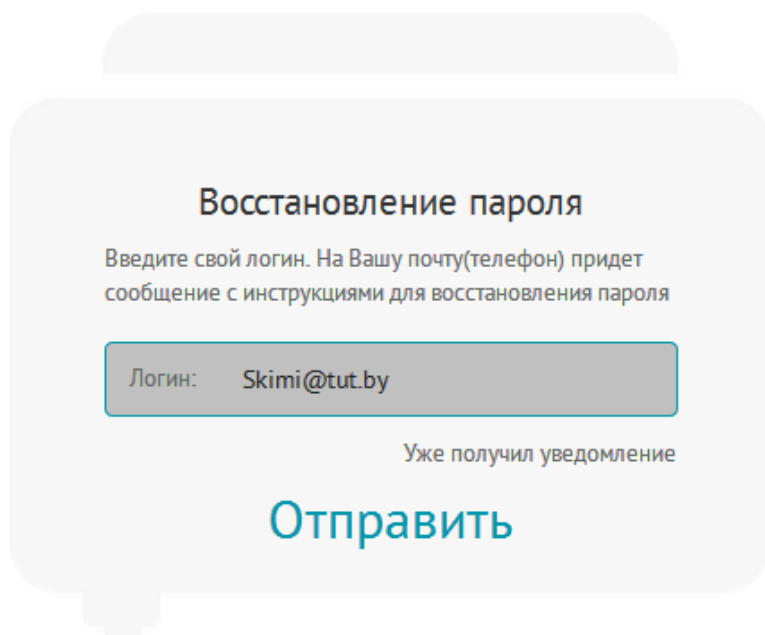 Восстановление пароля
Введите свой логин. На Вашу почту(телефон) придет
сообщение с инструкциями для восстановления пароля
Логин: Skimi@tut.by
Уже получил уведомление
Отправить